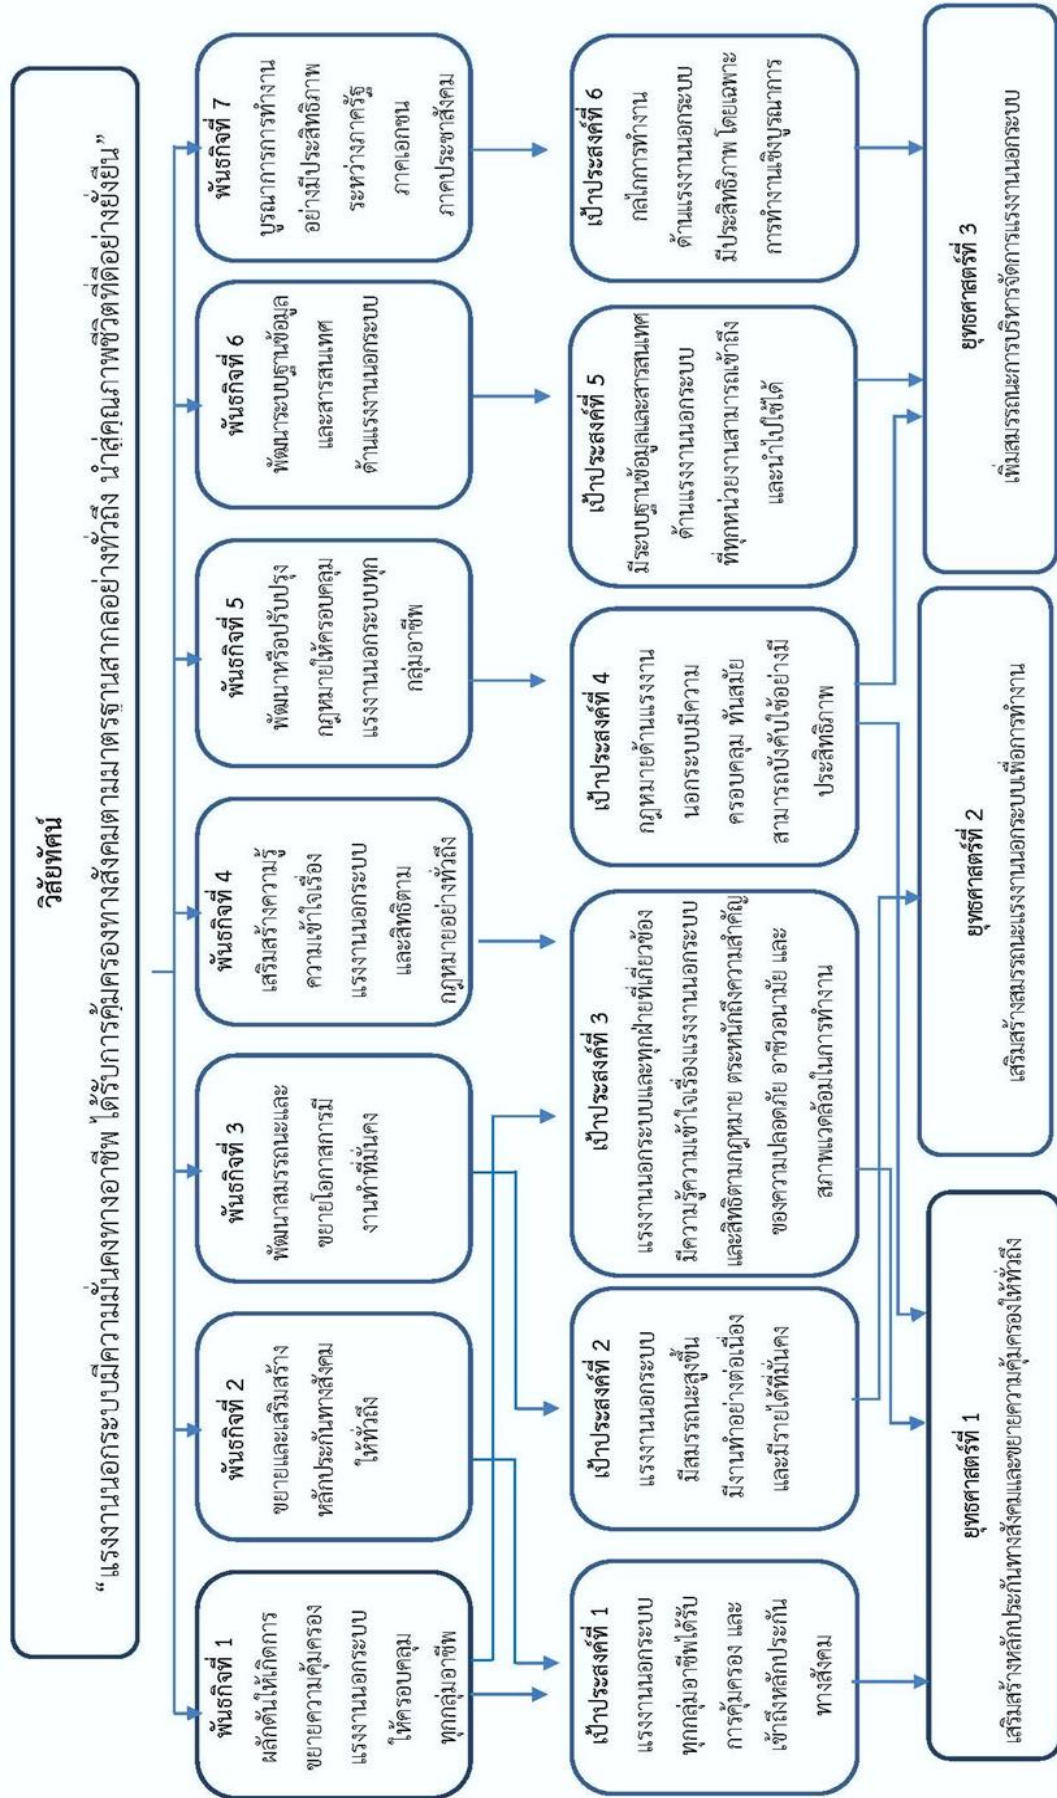 วิสัยทัศน์
“แรงงานนอกระบบมีความมั่นคงทางอาชีพ ได้รับการคุ้มครองทางสังคมตามมาตรฐานสากลอย่างทั่วถึง นำสู่คุณภาพชีวิตที่ดีอย่างยั่งยืน”
พันธกิจที่ 1
ผลักดันให้เกิดการ
ขยายความคุ้มครอง
แรงงานนอกระบบ
ให้ครอบคลุม
ทุกกลุ่มอาชีพ
พันธกิจที่ 2
ขยายและเสริมสร้าง
หลักประกันทางสังคม
ให้ทั่วถึง
พันธกิจที่ 3
พัฒนาสมรรถนะและ
ขยายโอกาสการมี
งานทำที่มั่นคง
พันธกิจที่ 4
เสริมสร้างความรู้
ความเข้าใจเรื่อง
แรงงานนอกระบบ
และสิทธิตาม
กฎหมายอย่างทั่วถึง
พันธกิจที่ 5
พัฒนาหรือปรับปรุง
กฎหมายให้ครอบคลุม
แรงงานนอกระบบทุก
กลุ่มอาชีพ
พันธกิจที่ 6
พัฒนาระบบฐานข้อมูล
และสารสนเทศ
ด้านแรงงานนอกระบบ
พันธกิจที่ 7
บูรณาการการทำงาน
อย่างมีประสิทธิภาพ
ระหว่างภาครัฐ
ภาคเอกชน
ภาคประชาสังคม
เป้าประสงค์ที่ 1
แรงงานนอกระบบ
ทุกกลุ่มอาชีพได้รับ
การคุ้มครอง และ
เข้าถึงหลักประกัน
ทางสังคม
เป้าประสงค์ที่ 2
แรงงานนอกระบบ
มีสมรรถนะสูงขึ้น
มีงานทำอย่างต่อเนื่อง
และมีรายได้ที่มั่นคง
เป้าประสงค์ที่ 3
แรงงานนอกระบบและทุกฝ่ายที่เกี่ยวข้อง
มีความรู้ความเข้าใจเรื่องแรงงานนอกระบบ
และสิทธิตามกฎหมาย ตระหนักถึงความสำคัญ
ของความปลอดภัย อาชีวอนามัย และ
สภาพแวดล้อมในการทำงาน
เป้าประสงค์ที่ 4
กฎหมายด้านแรงงาน
นอกระบบมีความ
ครอบคลุม ทันสมัย
สามารถบังคับใช้อย่างมี
ประสิทธิภาพ
เป้าประสงค์ที่ 5
มีระบบฐานข้อมูลและสารสนเทศ
ด้านแรงงานนอกระบบ
ที่ทุกหน่วยงานสามารถเข้าถึง
และนำไปใช้ได้
เป้าประสงค์ที่ 6
กลไกการทำงาน
ด้านแรงงานนอกระบบ
มีประสิทธิภาพ โดยเฉพาะ
การทำงานเชิงบูรณาการ
ยุทธศาสตร์ที่ 1
เสริมสร้างหลักประกันทางสังคมและขยายความคุ้มครองให้ทั่วถึง
ยุทธศาสตร์ที่ 2
เสริมสร้างสมรรถนะแรงงานนอกระบบเพื่อการทำงาน
ยุทธศาสตร์ที่ 3
เพิ่มสมรรถนะการบริหารจัดการแรงงานนอกระบบ